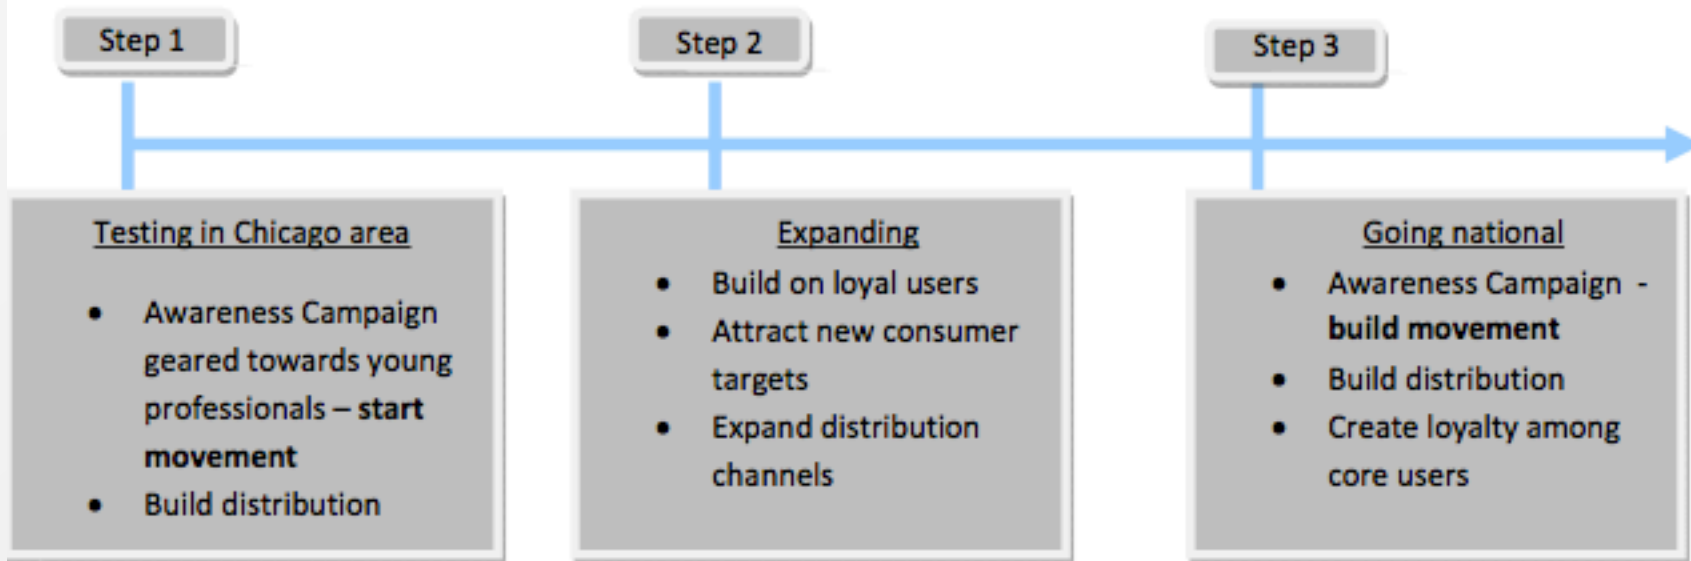 Step 1
Step 2
Step 3
Testing in Chicago area
• Awareness Campaign
geared towards young
professionals – start
movement
• Build distribution
Expanding
• Build on loyal users
• Attract new consumer
targets
• Expand distribution
channels
Going national
• Awareness Campaign -
build movement
• Build distribution
• Create loyalty among
core users